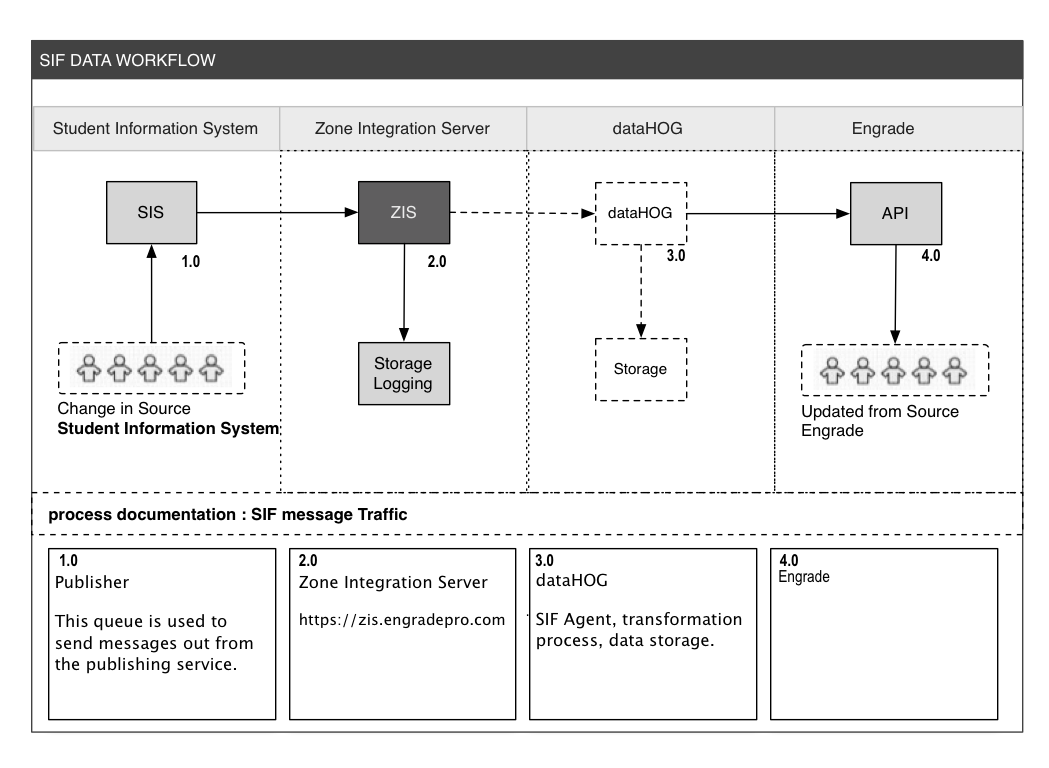 SIF DATA WORKFLOW
Student Information System
Zone Integration Server
dataHOG
Engrade
SIS
ZIS
dataHOG
API
1.0
2.0
3.0
4.0
Storage
Logging
Storage
Change in Source
Student Information System
Updated from Source
Engrade
process documentation : SIF message Traffic
1.0
Publisher
This queue is used to
send messages out from
the publishing service.
2.0
Zone Integration Server
https://zis.engradepro.com
3.0
dataHOG
SIF Agent, transformation
process, data storage.
4.0
Engrade